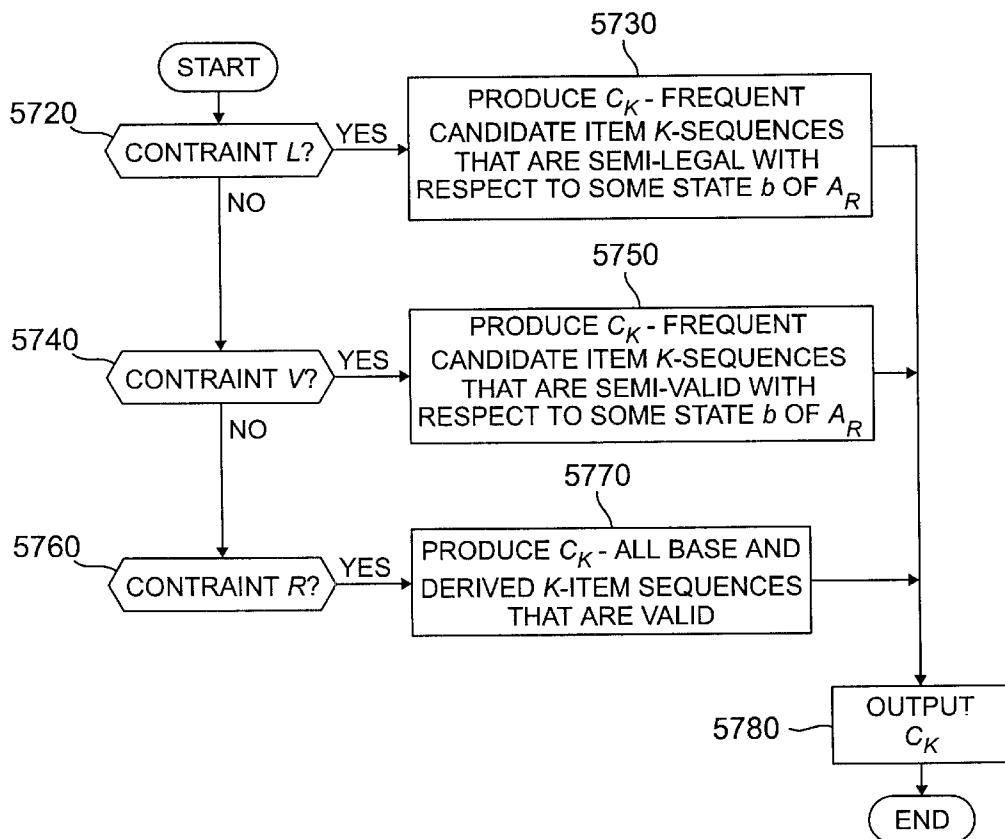 5730
START
5720
CONTRAINT L?
YES
PRODUCE C_K - FREQUENT
CANDIDATE ITEM K-SEQUENCES
THAT ARE SEMI-LEGAL WITH
RESPECT TO SOME STATE b OF A_R
NO
5750
5740
CONTRAINT V?
YES
PRODUCE C_K - FREQUENT
CANDIDATE ITEM K-SEQUENCES
THAT ARE SEMI-VALID WITH
RESPECT TO SOME STATE b OF A_R
NO
5770
5760
CONTRAINT R?
YES
PRODUCE C_K - ALL BASE AND
DERIVED K-ITEM SEQUENCES
THAT ARE VALID
5780
OUTPUT
C_K
END